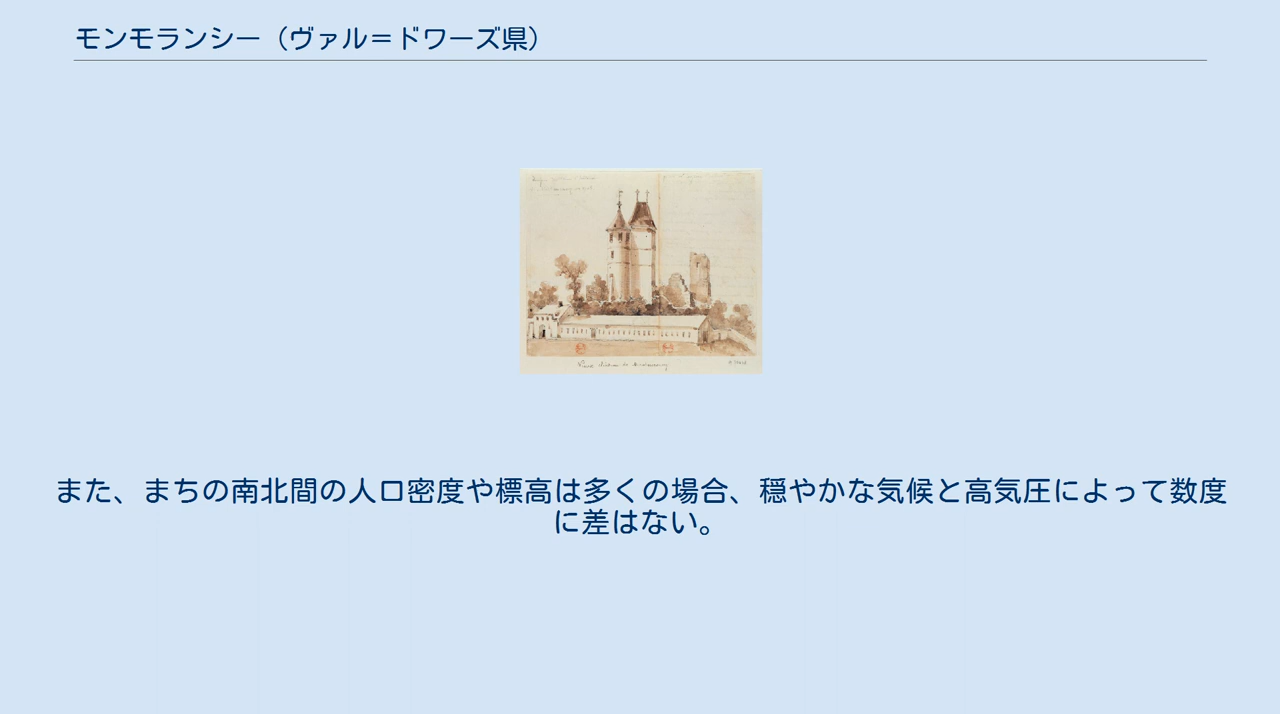 モンモランシー（ヴァル＝ドワーズ県）
また、まちの南北間の人口密度や標高は多くの場合、穏やかな気候と高気圧によって数度
に差はない。